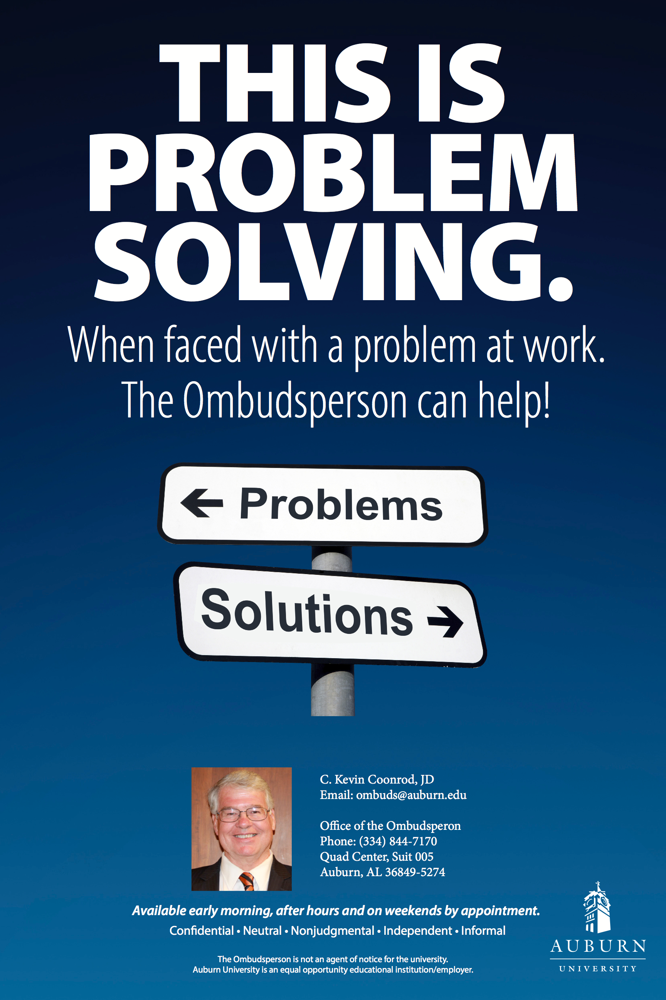 THIS IS
PROBLEM
SOLVING.
When faced with a problem at work.
The Ombudsperson can help!
← Problems
Solutions →
C. Kevin Coonrod, JD
Email: ombuds@auburn.edu
Office of the Ombudsperon
Phone: (334) 844-7170
Quad Center, Suit 005
Auburn, AL 36849-5274
Available early morning, after hours and on weekends by appointment.
Confidential • Neutral • Nonjudgmental • Independent • Informal
The Ombudsperson is not an agent of notice for the university.
Auburn University is an equal opportunity educational institution/employer.
AUBURN
UNIVERSITY